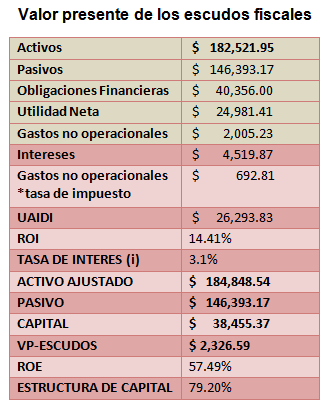 Valor presente de los escudos fiscales
Activos $ 182,521.95
Pasivos $ 146,393.17
Obligaciones Financieras $ 40,356.00
Utilidad Neta $ 24,981.41
Gastos no operacionales $ 2,005.23
Intereses $ 4,519.87
Gastos no operacionales $ 692.81
*tasa de impuesto
UAIDI $ 26,293.83
ROI 14.41%
TASA DE INTERES (i) 3.1%
ACTIVO AJUSTADO $ 184,848.54
PASIVO $ 146,393.17
CAPITAL $ 38,455.37
VP-ESCUDOS $ 2,326.59
ROE 57.49%
ESTRUCTURA DE CAPITAL 79.20%